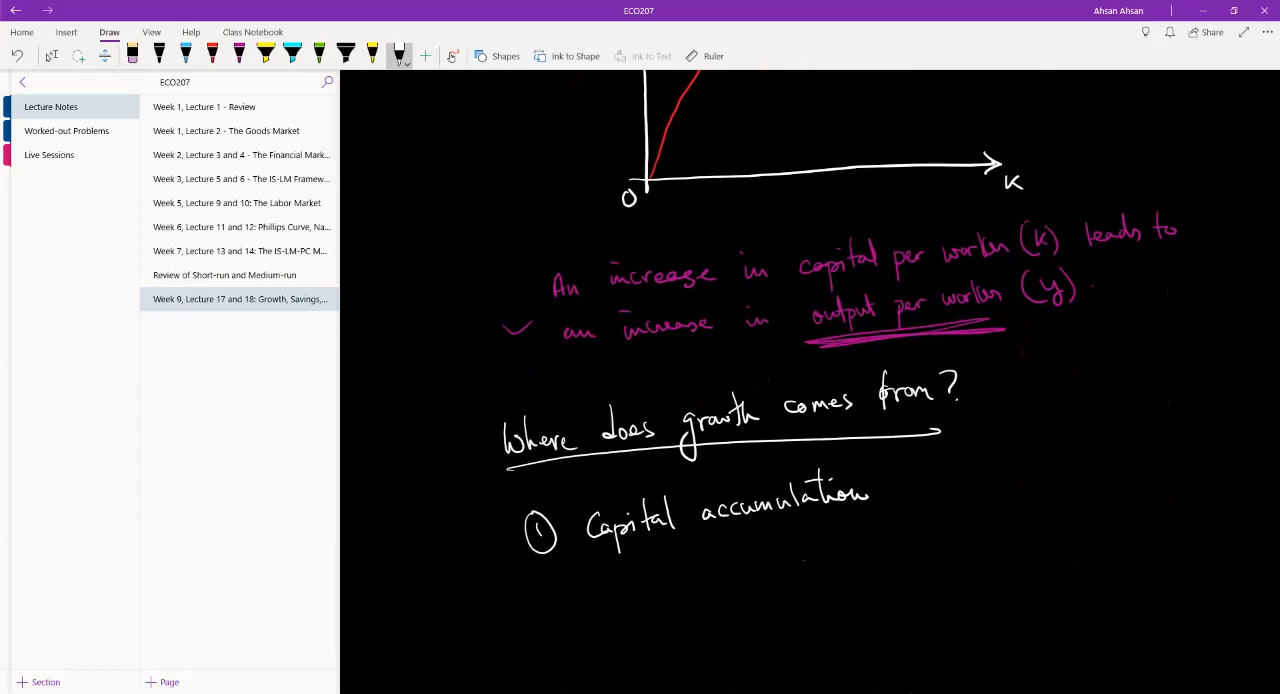 ECO207
Ahsan Ahsan
Home Insert Draw View Help Class Notebook
Share
Shapes Ink to Shape Ink to Text Ruler
ECO207
Lecture Notes
Worked-out Problems
Live Sessions
Week 1, Lecture 1 - Review
Week 1, Lecture 2 - The Goods Market
Week 2, Lecture 3 and 4 - The Financial Mark...
Week 3, Lecture 5 and 6 - The IS-LM Framew...
Week 5, Lecture 9 and 10: The Labor Market
Week 6, Lecture 11 and 12: Phillips Curve, Na...
Week 7, Lecture 13 and 14: The IS-LM-PC M...
Review of Short-run and Medium-run
Week 9, Lecture 17 and 18: Growth, Savings,...
O K
An increase in capital per worker (K) leads to
an increase in output per worker (y)
Where does growth comes from?
① Capital accumulation
+ Section
+ Page